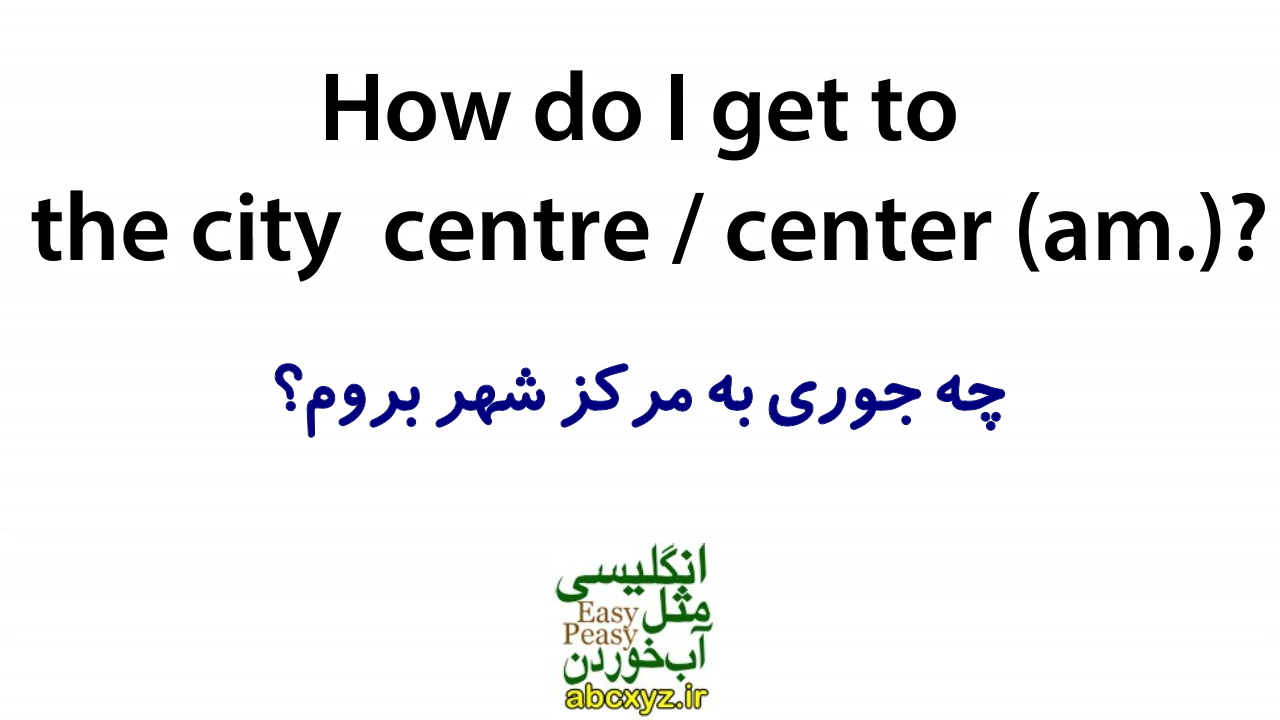 How do I get to
the city centre / center (am.)?
چه جوری به مرکز شهر بروم؟
انگلیسی
مثل
Easy
Peasy
آب‌خوردن
abcxyz.ir